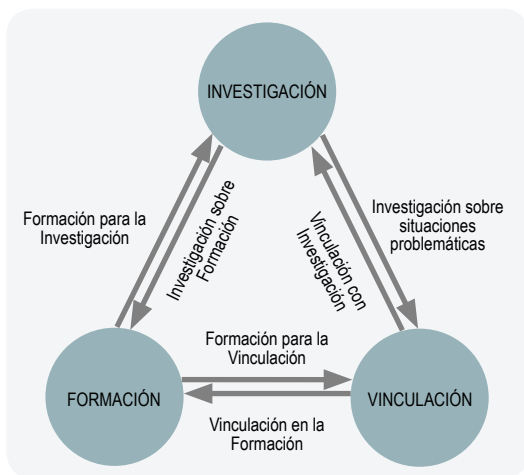 INVESTIGACIÓN
Formación para la
Investigación
Investigación sobre
Formación
Vinculación con
Investigación
Investigación sobre
situaciones
problemáticas
Formación para la
Vinculación
FORMACIÓN
VINCULACIÓN
Vinculación en la
Formación